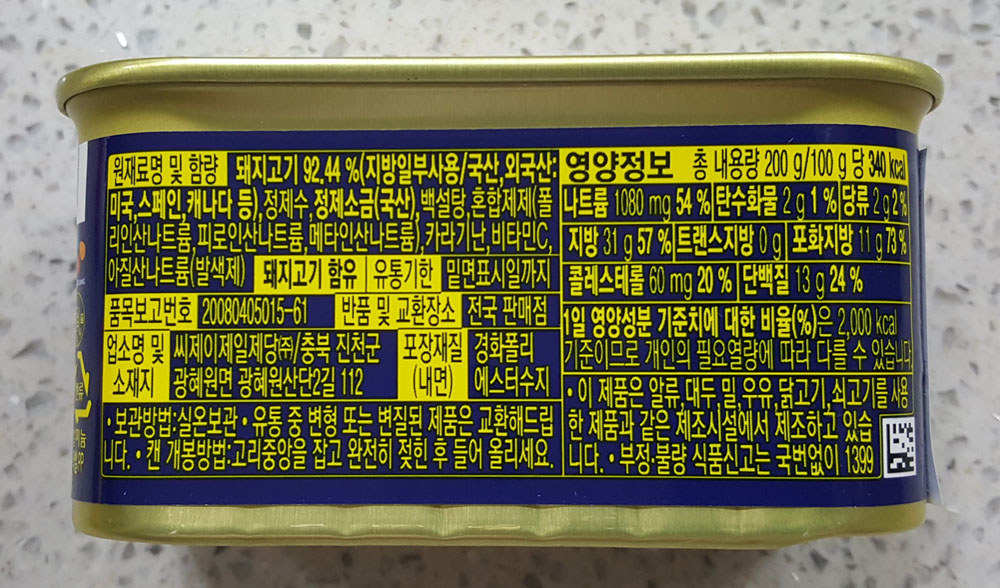 원재료명 및 함량 돼지고기 92.44 %(지방일부사용/국산, 외국산:
미국, 스페인, 캐나다 등), 정제수, 정제소금(국산), 백설탕, 혼합제제(폴
리인산나트륨, 피로인산나트륨, 메타인산나트륨), 카라기난, 비타민C,
아질산나트륨(발색제) 돼지고기 함유 유통기한 밑면표시일까지
품목보고번호 20080405015-61 반품 및 교환장소 전국 판매점
업소명 및 소재지
씨제이제일제당㈜/충북 진천군
광혜원면 광혜원산단2길 112
포장재질 (내면)
경화폴리
에스터수지
• 보관방법:실온보관 • 유통 중 변형 또는 변질된 제품은 교환해드립
니다. • 캔 개봉방법:고리중앙을 잡고 완전히 젖힌 후 들어 올리세요.
영양정보 총 내용량 200 g/100 g 당 340 kcal
나트륨 1080 mg 54 % 탄수화물 2 g 1 % 당류 2 g 2 %
지방 31 g 57 % 트랜스지방 0 g 포화지방 11 g 73 %
콜레스테롤 60 mg 20 % 단백질 13 g 24 %
1일 영양성분 기준치에 대한 비율(%)은 2,000 kcal
기준이므로 개인의 필요열량에 따라 다를 수 있습니다.
• 이 제품은 알류, 대두, 밀, 우유, 닭고기, 쇠고기를 사용
한 제품과 같은 제조시설에서 제조하고 있습
니다. • 부정·불량 식품신고는 국번없이 1399